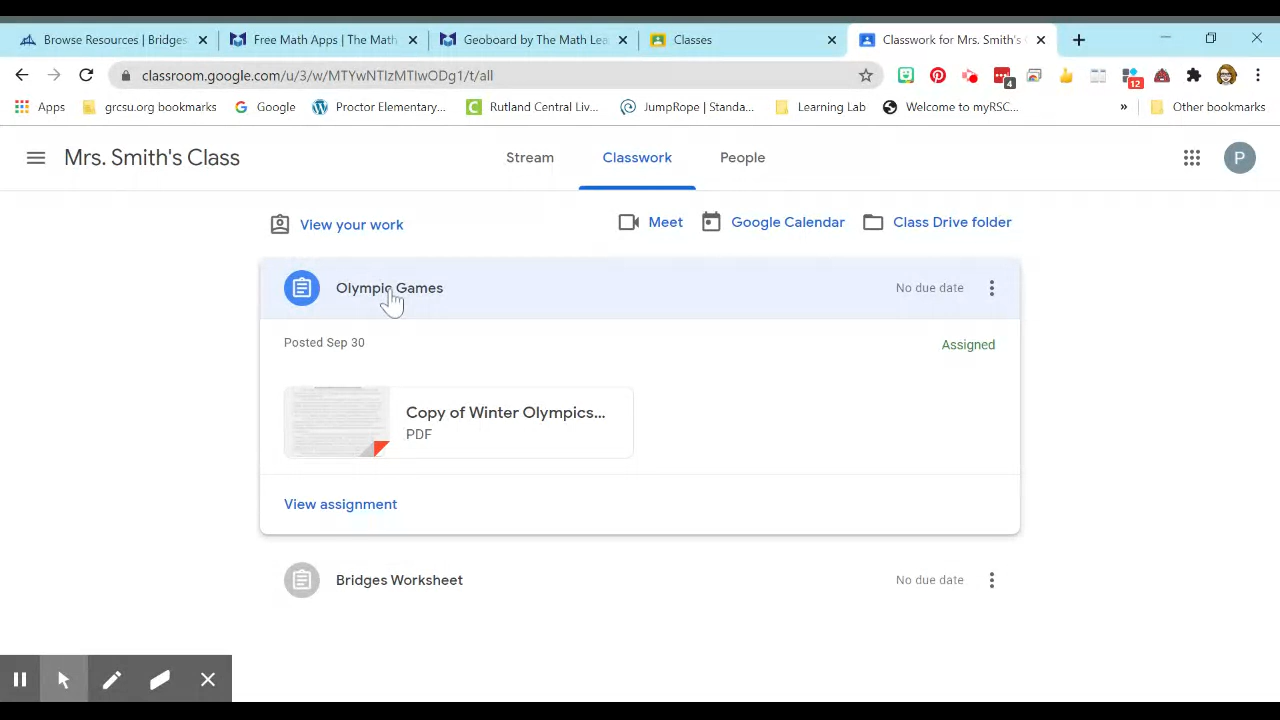 Browse Resources | Bridges
Free Math Apps | The Math
Geoboard by The Math Lea
Classes
Classwork for Mrs. Smith's
classroom.google.com/u/3/w/MTYwNTIzNTIwODg1/t/all
4
12
Apps
grcsu.org bookmarks
Google
Proctor Elementary...
Rutland Central Liv...
JumpRope | Standa...
Learning Lab
Welcome to myRSC...
»
Other bookmarks
Mrs. Smith's Class
Stream
Classwork
People
P
View your work
Meet
Google Calendar
Class Drive folder
Olympic Games
No due date
Posted Sep 30
Assigned
Copy of Winter Olympics...
PDF
View assignment
Bridges Worksheet
No due date